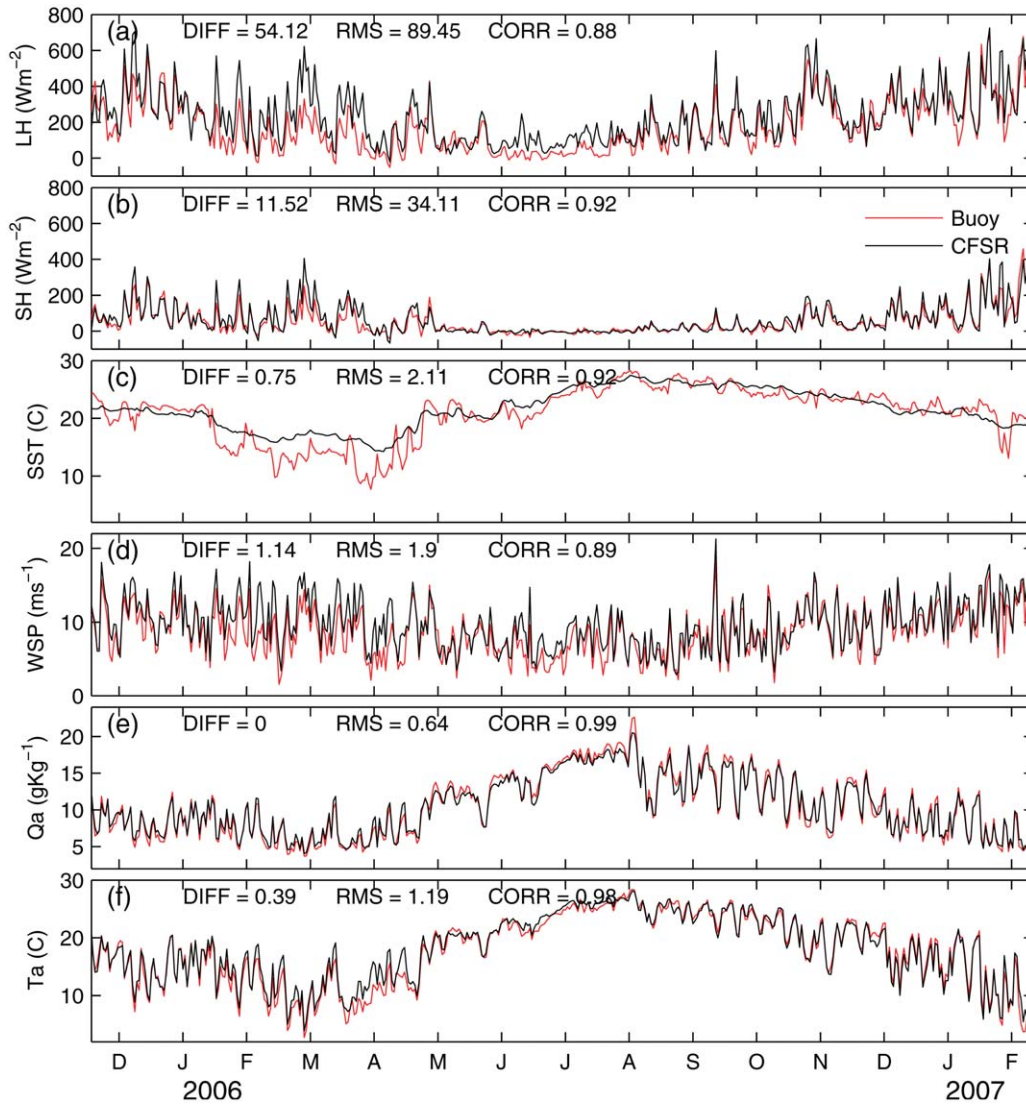 (a) DIFF = 54.12 RMS = 89.45 CORR = 0.88
800
600
400
200
0
LH (Wm⁻²)
(b) DIFF = 11.52 RMS = 34.11 CORR = 0.92
800
600
400
200
0
SH (Wm⁻²)
Buoy
CFSR
(c) DIFF = 0.75 RMS = 2.11 CORR = 0.92
30
20
10
SST (C)
(d) DIFF = 1.14 RMS = 1.9 CORR = 0.89
20
10
0
WSP (ms⁻¹)
(e) DIFF = 0 RMS = 0.64 CORR = 0.99
20
15
10
5
Qa (gKg⁻¹)
(f) DIFF = 0.39 RMS = 1.19 CORR = 0.98
30
20
10
Ta (C)
D J F M A M J J A S O N D J F
2006 2007